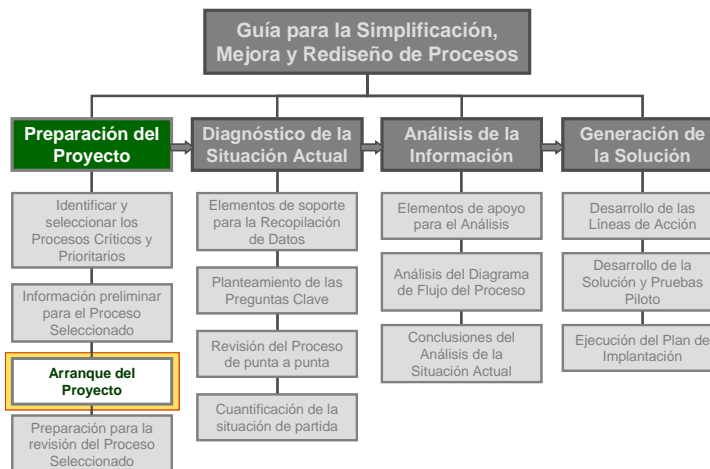 Guía para la Simplificación,
Mejora y Rediseño de Procesos
Preparación del
Proyecto
Identificar y
seleccionar los
Procesos Críticos y
Prioritarios
Información preliminar
para el Proceso
Seleccionado
Arranque del
Proyecto
Preparación para la
revisión del Proceso
Seleccionado
Diagnóstico de la
Situación Actual
Elementos de soporte
para la Recopilación
de Datos
Planteamiento de las
Preguntas Clave
Revisión del Proceso
de punta a punta
Cuantificación de la
situación de partida
Análisis de la
Información
Elementos de apoyo
para el Análisis
Análisis del Diagrama
de Flujo del Proceso
Conclusiones del
Análisis de la
Situación Actual
Generación de
la Solución
Desarrollo de las
Líneas de Acción
Desarrollo de la
Solución y Pruebas
Piloto
Ejecución del Plan de
Implantación